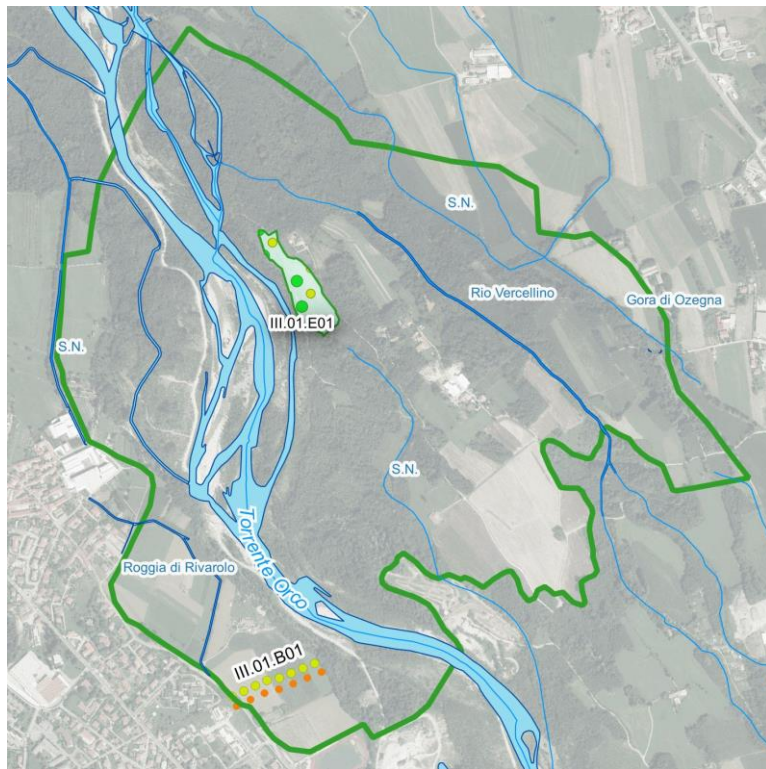 S.N.
Rio Vercellino
Gora di Ozegna
III.01.E01
S.N.
S.N.
Torrente Orco
Roggia di Rivarolo
III.01.B01